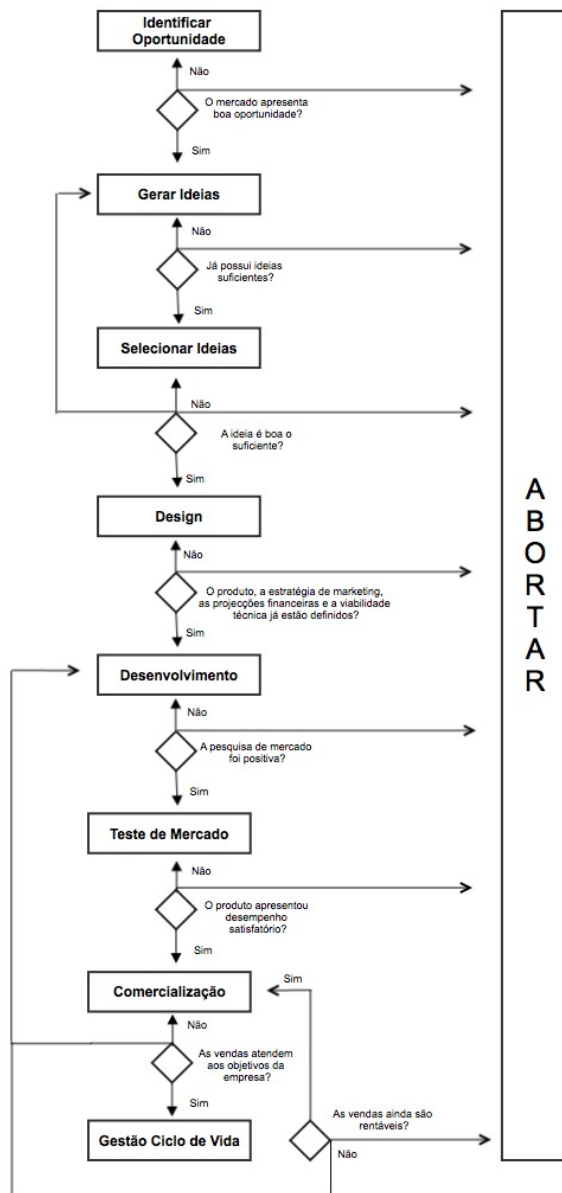 Identificar
Oportunidade
Não
O mercado apresenta
boa oportunidade?
Sim
Gerar Ideias
Não
Já possui ideias
suficientes?
Sim
Selecionar Ideias
Não
A ideia é boa o
suficiente?
Sim
Design
Não
O produto, a estratégia de marketing,
as projecções financeiras e a viabilidade
técnica já estão definidos?
Sim
Desenvolvimento
Não
A pesquisa de mercado
foi positiva?
Sim
Teste de Mercado
Não
O produto apresentou
desempenho
satisfatório?
Sim
Comercialização
Sim
Não
As vendas atendem
aos objetivos da
empresa?
Sim
Gestão Ciclo de Vida
As vendas ainda são
rentáveis?
Não
A
B
O
R
T
A
R